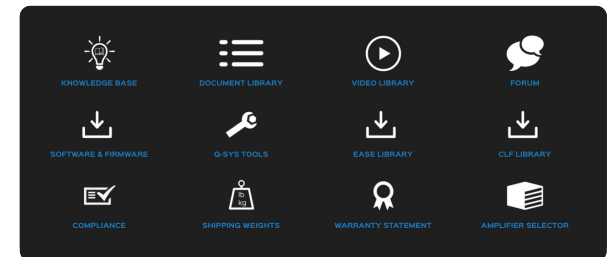 KNOWLEDGE BASE
DOCUMENT LIBRARY
VIDEO LIBRARY
FORUM
SOFTWARE & FIRMWARE
Q-SYS TOOLS
EASE LIBRARY
CLF LIBRARY
lb
kg
COMPLIANCE
SHIPPING WEIGHTS
WARRANTY STATEMENT
AMPLIFIER SELECTOR